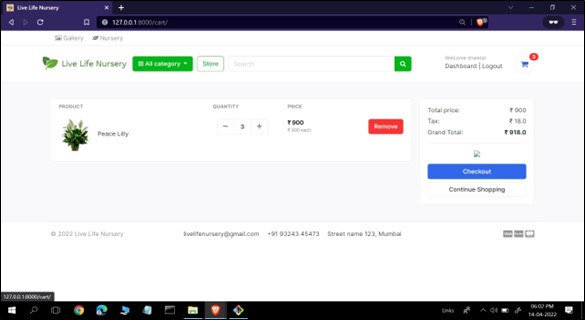 Live Life Nursery
127.0.0.1:8000/cart/
Gallery Nursery
Live Life Nursery All category Store Search Welcome
Dashboard | Logout 3
PRODUCT QUANTITY PRICE
Peace Lilly − 3 + ₹ 900 Remove
₹ 300 each
Total price: ₹ 900
Tax: ₹ 18.0
Grand Total: ₹ 918.0
Checkout
Continue Shopping
© 2022 Live Life Nursery livelifenursery@gmail.com +91 93243 45473 Street name 123, Mumbai
127.0.0.1:8000/cart/
Links 06:02 PM
14-04-2022